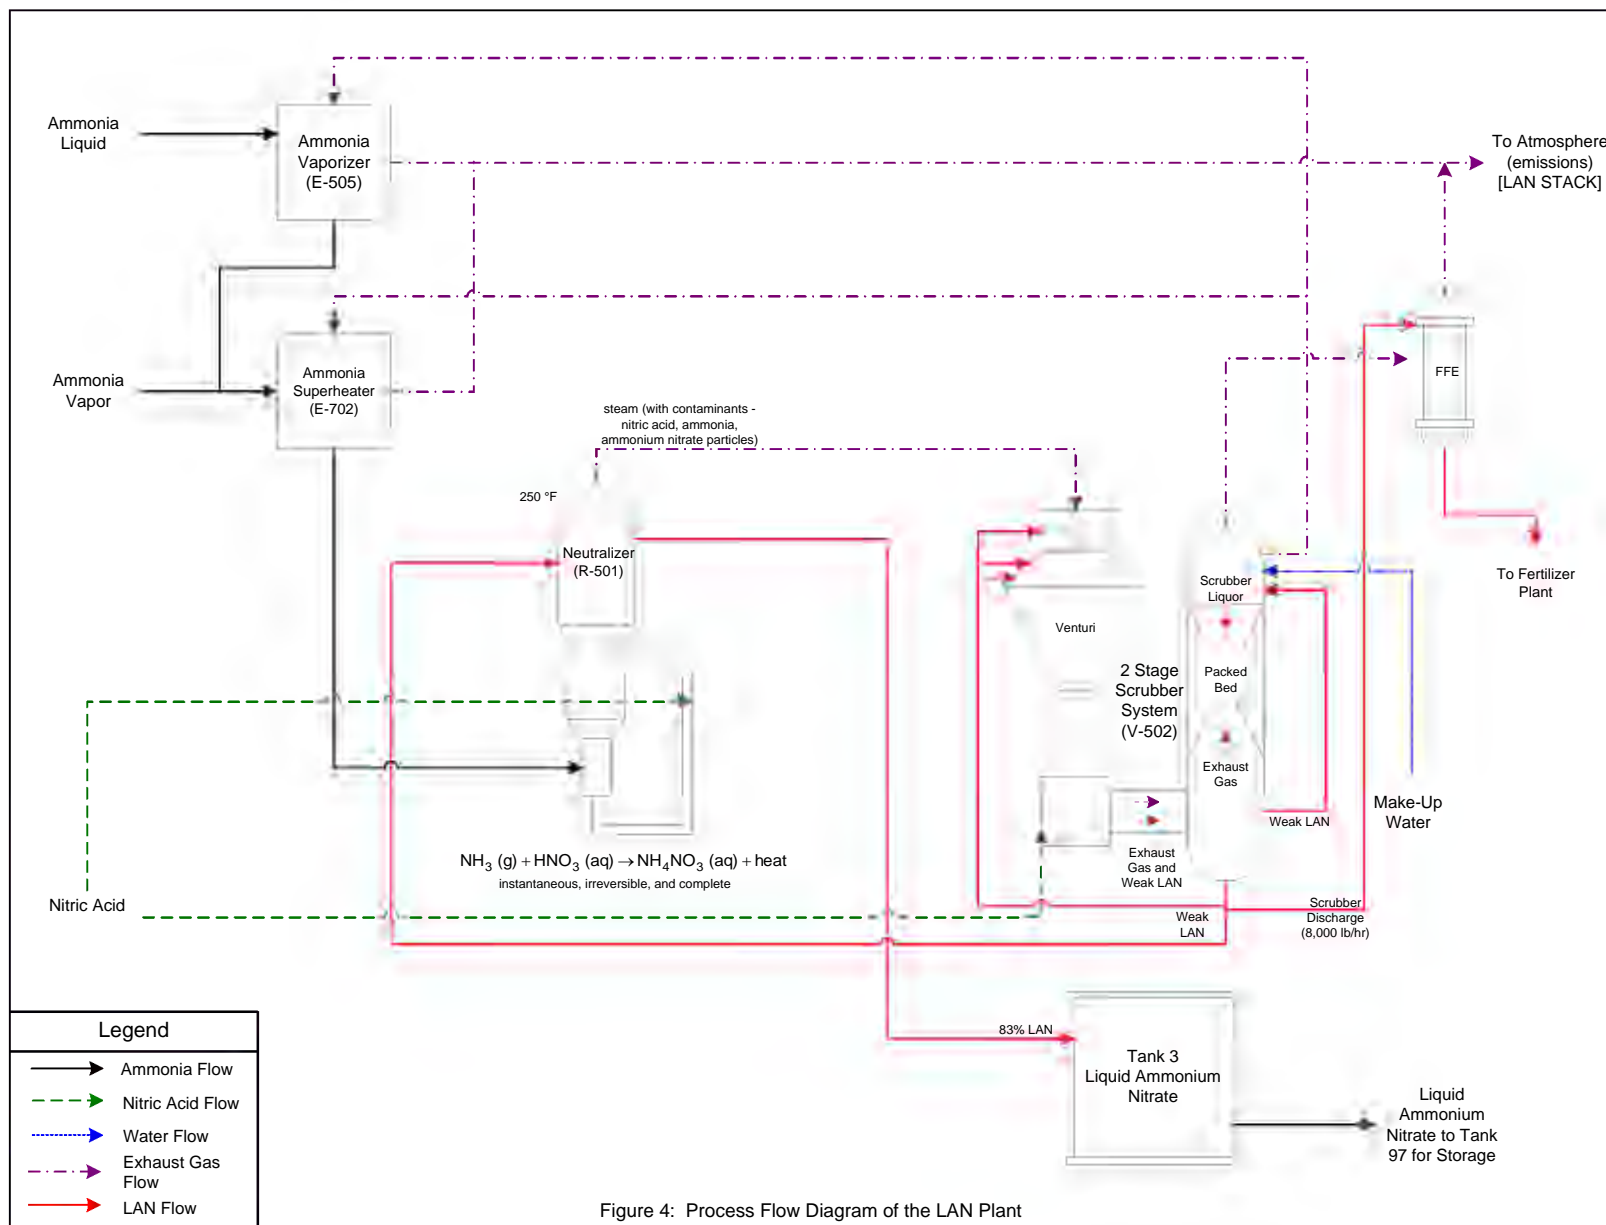 Ammonia
Liquid
Ammonia
Vaporizer
(E-505)
To Atmosphere
(emissions)
[LAN STACK]
Ammonia
Vapor
Ammonia
Superheater
(E-702)
FFE
steam (with contaminants -
nitric acid, ammonia,
ammonium nitrate particles)
250 °F
Neutralizer
(R-501)
To Fertilizer
Plant
Scrubber
Liquor
Venturi
2 Stage
Scrubber
System
(V-502)
Packed
Bed
Exhaust
Gas
Make-Up
Water
Weak LAN
Exhaust
Gas and
Weak LAN
NH3 (g) + HNO3 (aq) → NH4NO3 (aq) + heat
instantaneous, irreversible, and complete
Nitric Acid
Weak
LAN
Scrubber
Discharge
(8,000 lb/hr)
83% LAN
Tank 3
Liquid Ammonium
Nitrate
Liquid
Ammonium
Nitrate to Tank
97 for Storage
Legend
Ammonia Flow
Nitric Acid Flow
Water Flow
Exhaust Gas
Flow
LAN Flow
Figure 4: Process Flow Diagram of the LAN Plant